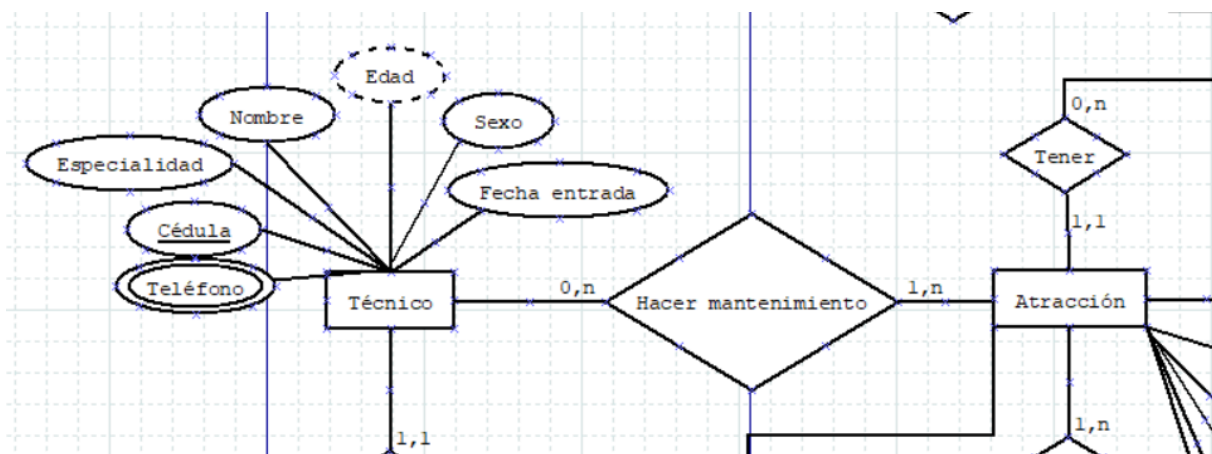 Edad
0,n
Nombre
Sexo
Tener
Especialidad
Fecha entrada
1,1
Cédula
Teléfono
Técnico
0,n
Hacer mantenimiento
1,n
Atracción
1,1
1,n